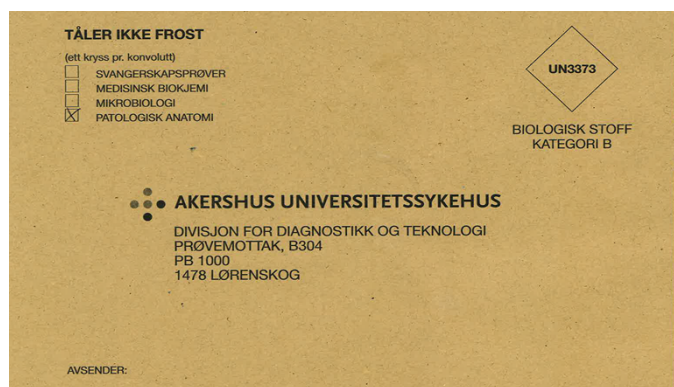 TÅLER IKKE FROST
(ett kryss pr. konvolutt)
SVANGERSKAPSPRØVER
MEDISINSK BIOKJEMI
MIKROBIOLOGI
PATOLOGISK ANATOMI
UN3373
BIOLOGISK STOFF
KATEGORI B
AKERSHUS UNIVERSITETSSYKEHUS
DIVISJON FOR DIAGNOSTIKK OG TEKNOLOGI
PRØVEMOTTAK, B304
PB 1000
1478 LØRENSKOG
AVSENDER: